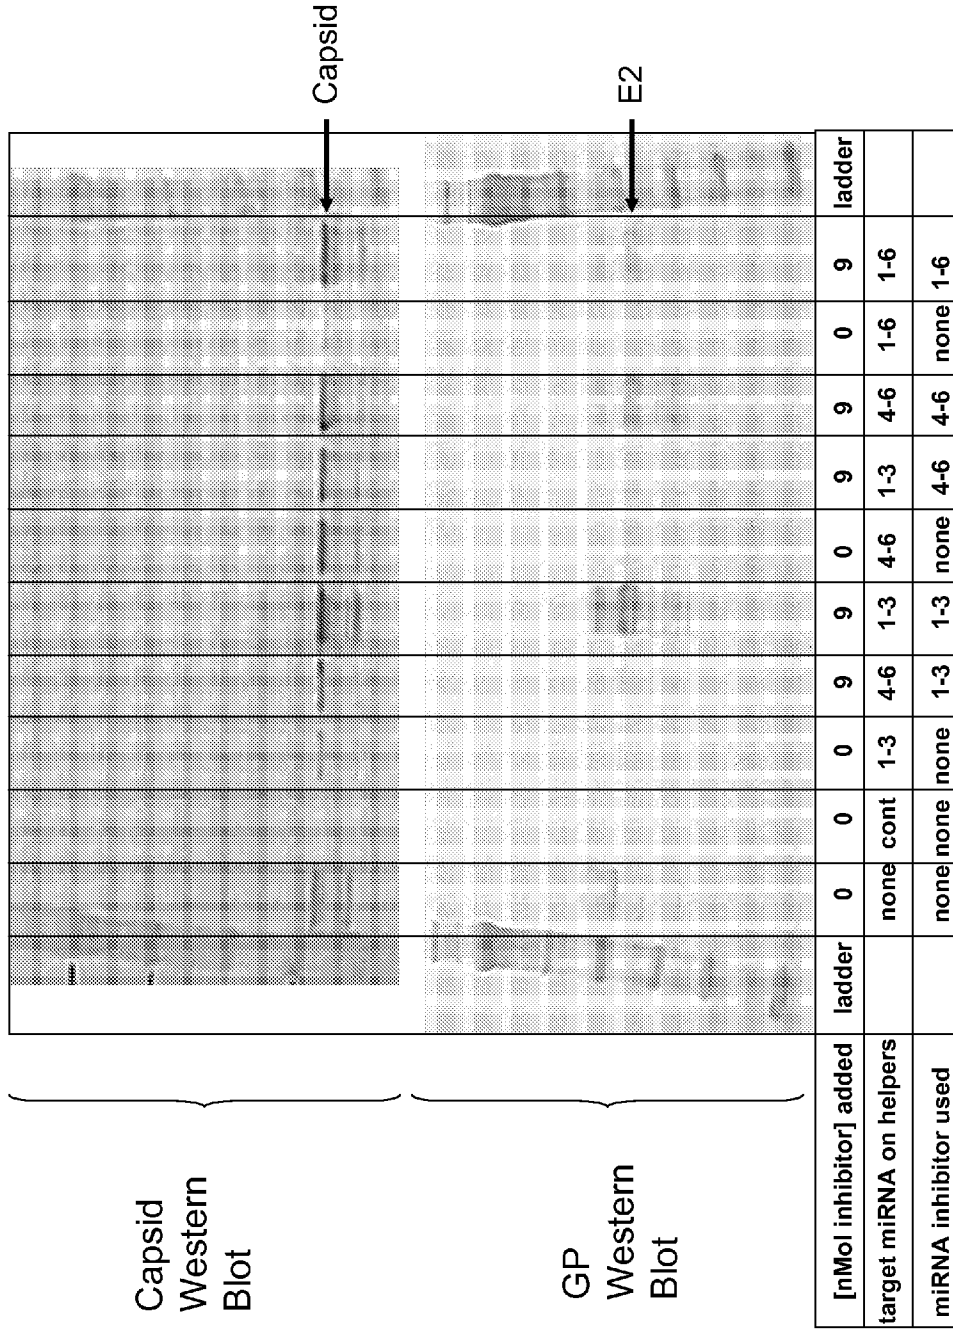 Capsid
Western
Blot
Capsid
GP
Western
Blot
E2
[nMol inhibitor] added ladder 0 0 0 9 9 0 9 9 0 9 ladder
target miRNA on helpers none cont 1-3 4-6 1-3 4-6 1-3 4-6 1-6 1-6
miRNA inhibitor used none none none 1-3 1-3 none 4-6 4-6 none 1-6